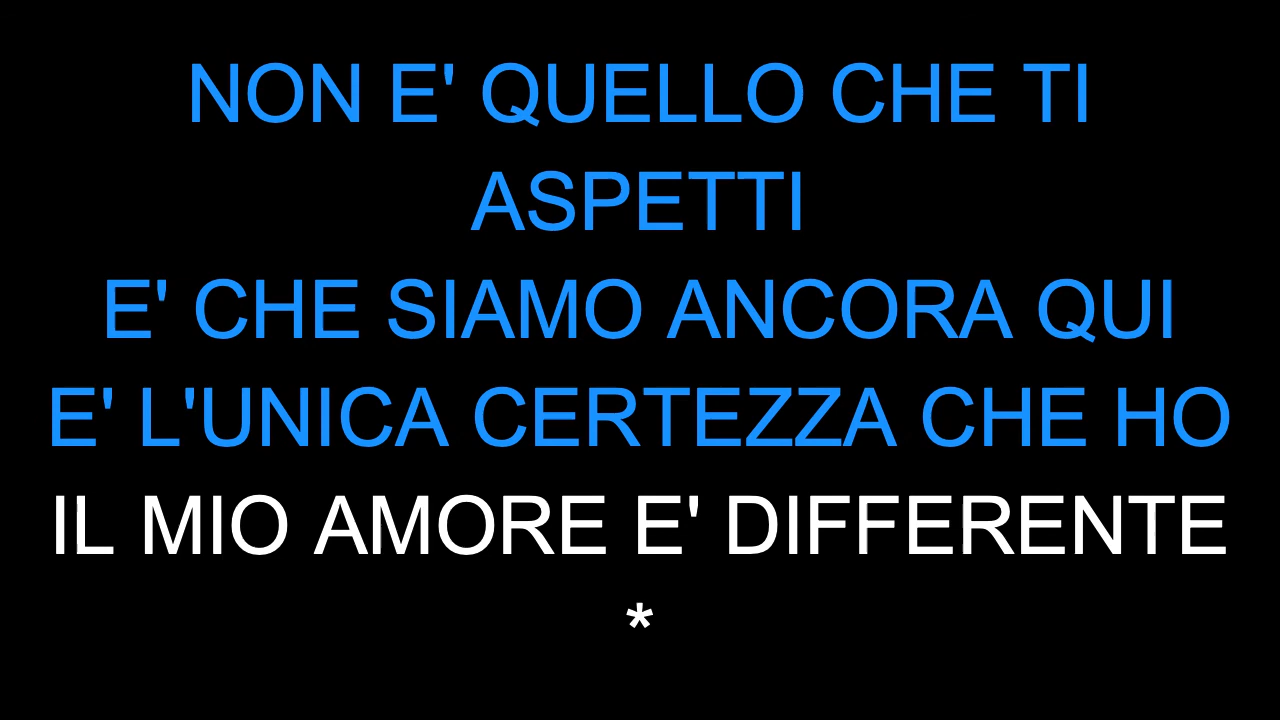 NON E' QUELLO CHE TI
ASPETTI
E' CHE SIAMO ANCORA QUI
E' L'UNICA CERTEZZA CHE HO
IL MIO AMORE E' DIFFERENTE
*